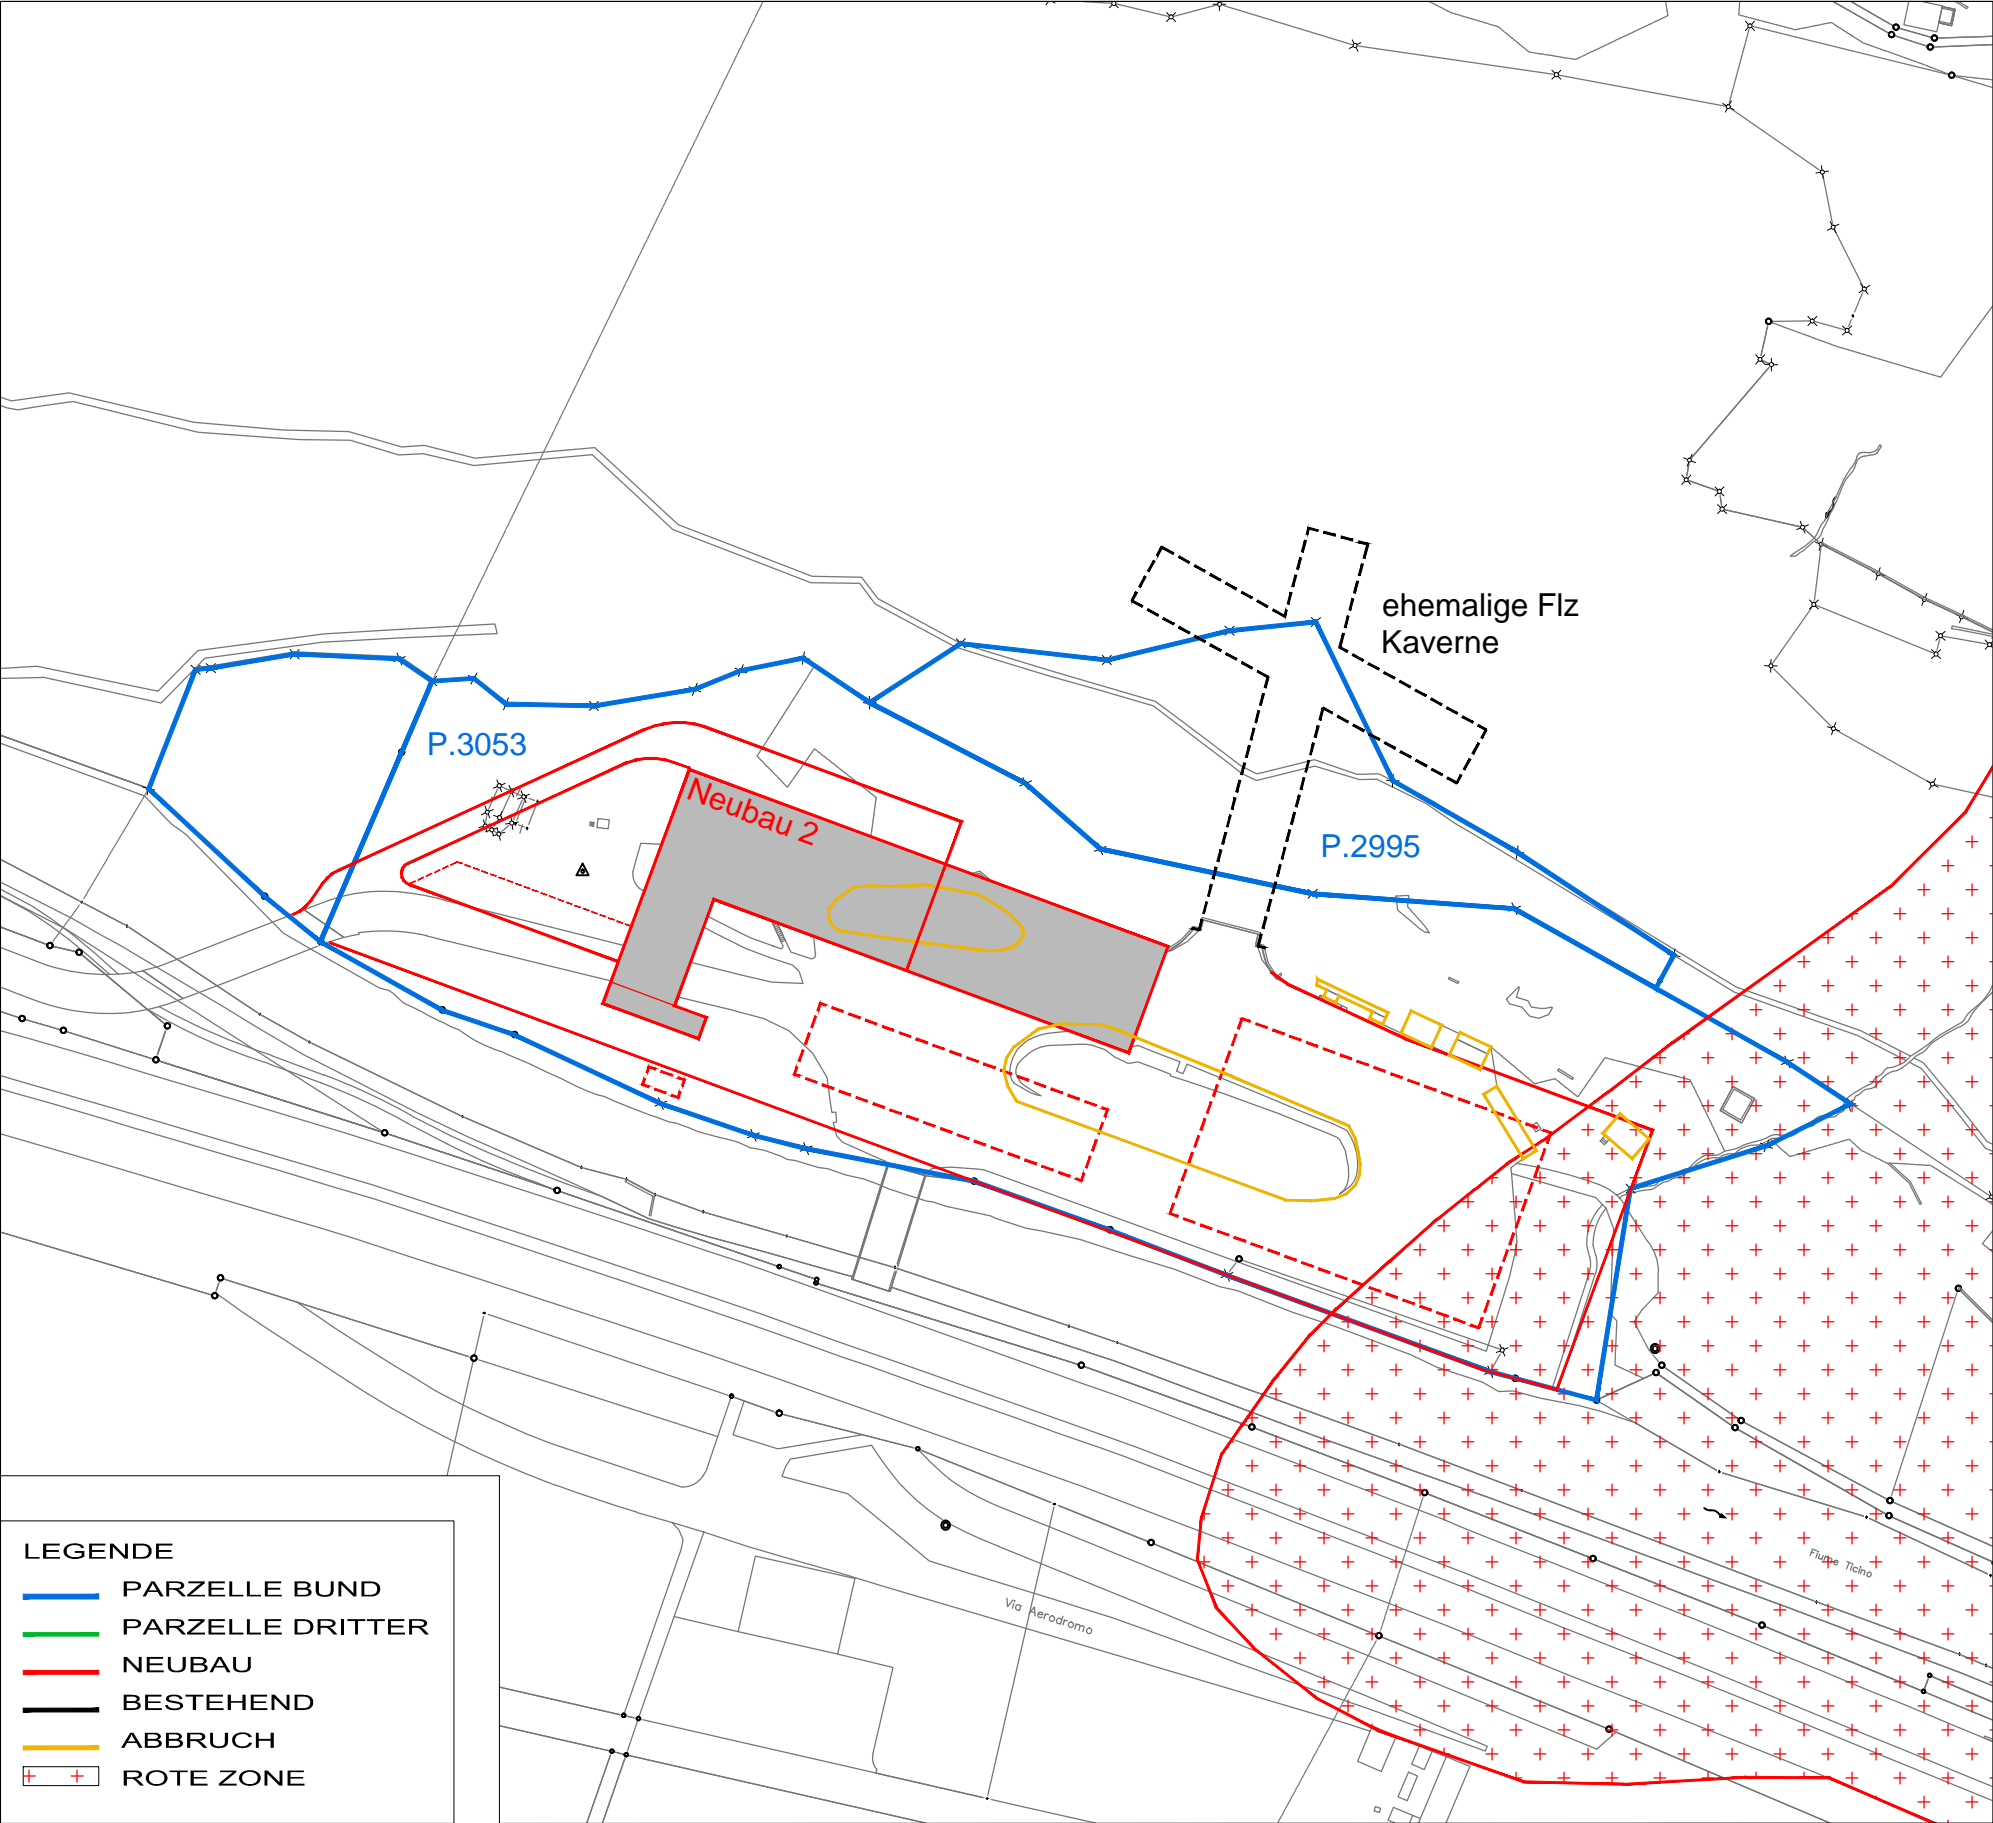 ehemalige Flz
Kaverne
P.3053
Neubau 2
P.2995
Fiume Ticino
Via Aerodromo
LEGENDE
PARZELLE BUND
PARZELLE DRITTER
NEUBAU
BESTEHEND
ABBRUCH
ROTE ZONE